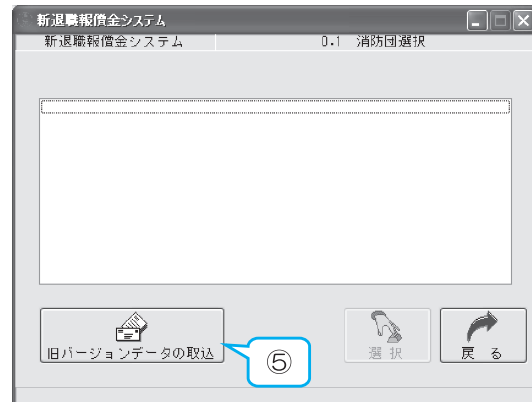 新退職報償金システム
新退職報償金システム 0.1 消防団選択
旧バージョンデータの取込
選択
戻る
⑤